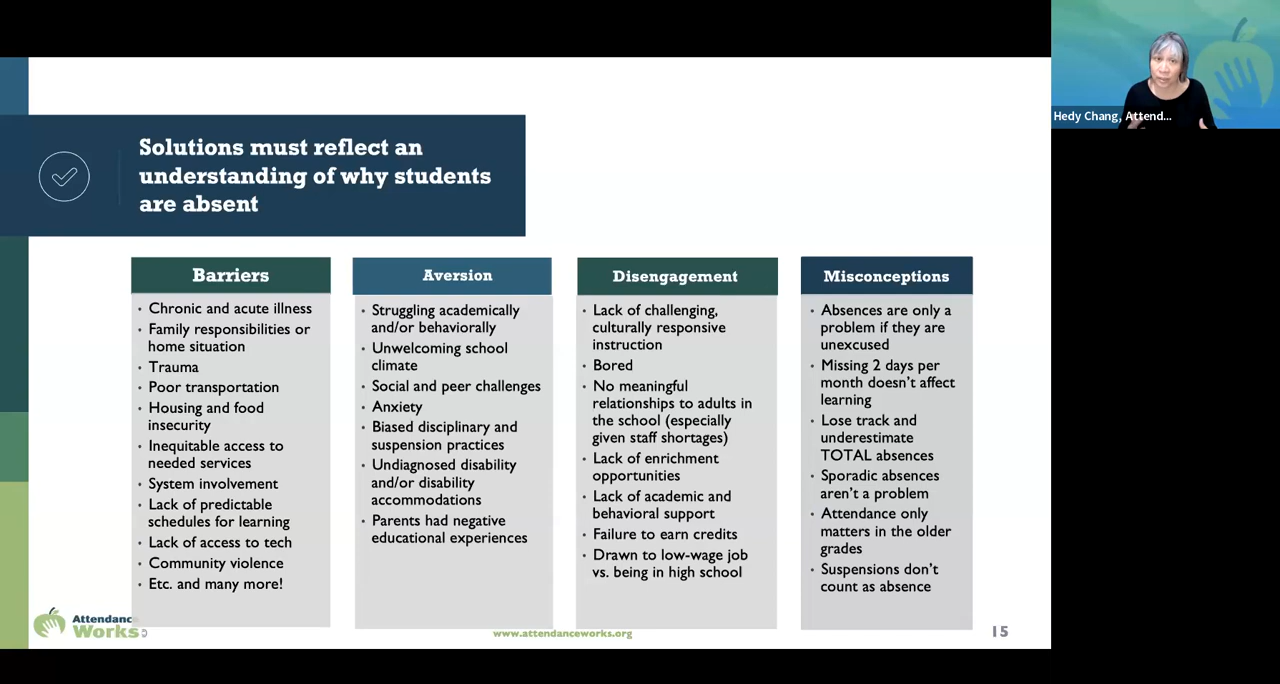 Solutions must reflect an
understanding of why students
are absent
Barriers
• Chronic and acute illness
• Family responsibilities or
home situation
• Trauma
• Poor transportation
• Housing and food
insecurity
• Inequitable access to
needed services
• System involvement
• Lack of predictable
schedules for learning
• Lack of access to tech
• Community violence
• Etc. and many more!
Aversion
• Struggling academically
and/or behaviorally
• Unwelcoming school
climate
• Social and peer challenges
• Anxiety
• Biased disciplinary and
suspension practices
• Undiagnosed disability
and/or disability
accommodations
• Parents had negative
educational experiences
Disengagement
• Lack of challenging,
culturally responsive
instruction
• Bored
• No meaningful
relationships to adults in
the school (especially
given staff shortages)
• Lack of enrichment
opportunities
• Lack of academic and
behavioral support
• Failure to earn credits
• Drawn to low-wage job
vs. being in high school
Misconceptions
• Absences are only a
problem if they are
unexcused
• Missing 2 days per
month doesn't affect
learning
• Lose track and
underestimate
TOTAL absences
• Sporadic absences
aren't a problem
• Attendance only
matters in the older
grades
• Suspensions don't
count as absence
Attendance
Works
www.attendanceworks.org
15
Hedy Chang, Attend...